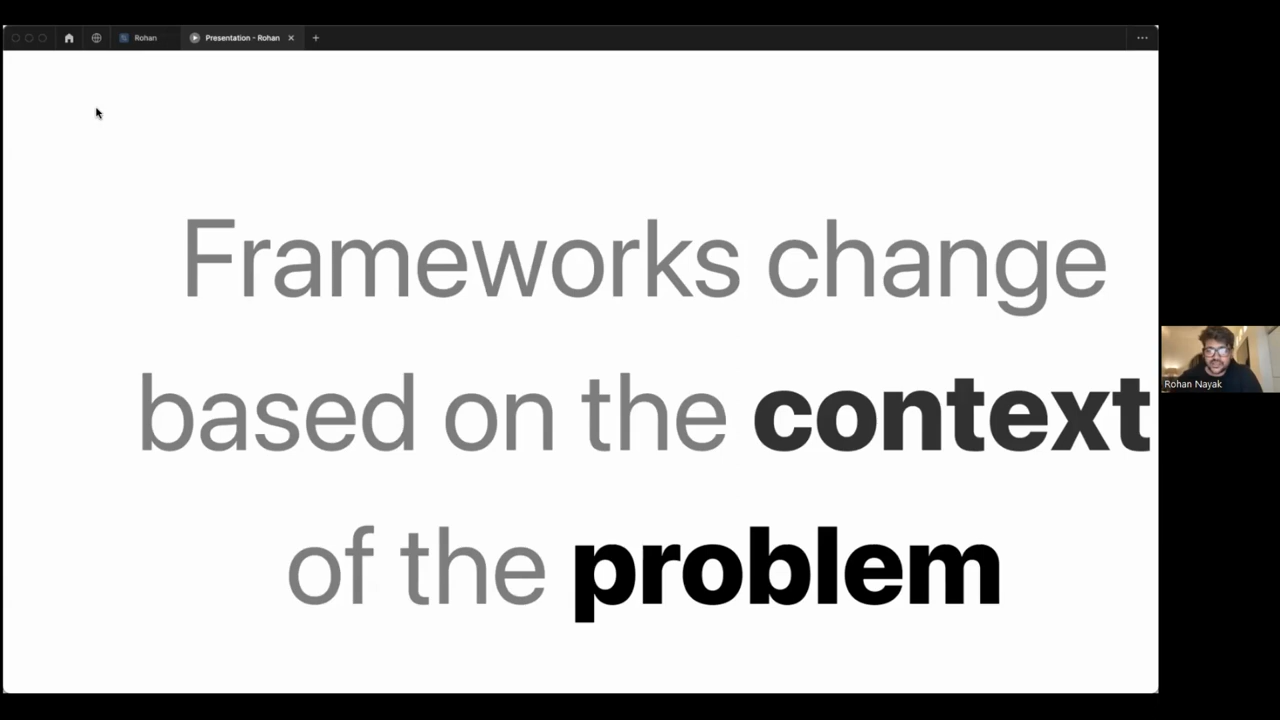 Rohan
Presentation - Rohan
Frameworks change
based on the context
of the problem
Rohan Nayak